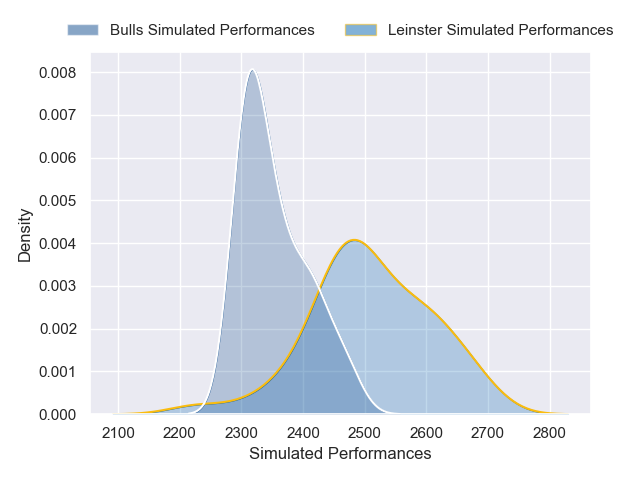 Bulls Simulated Performances Leinster Simulated Performances
0.008
0.007
0.006
0.005
0.004
0.003
0.002
0.001
0.000
Density
2100 2200 2300 2400 2500 2600 2700 2800
Simulated Performances